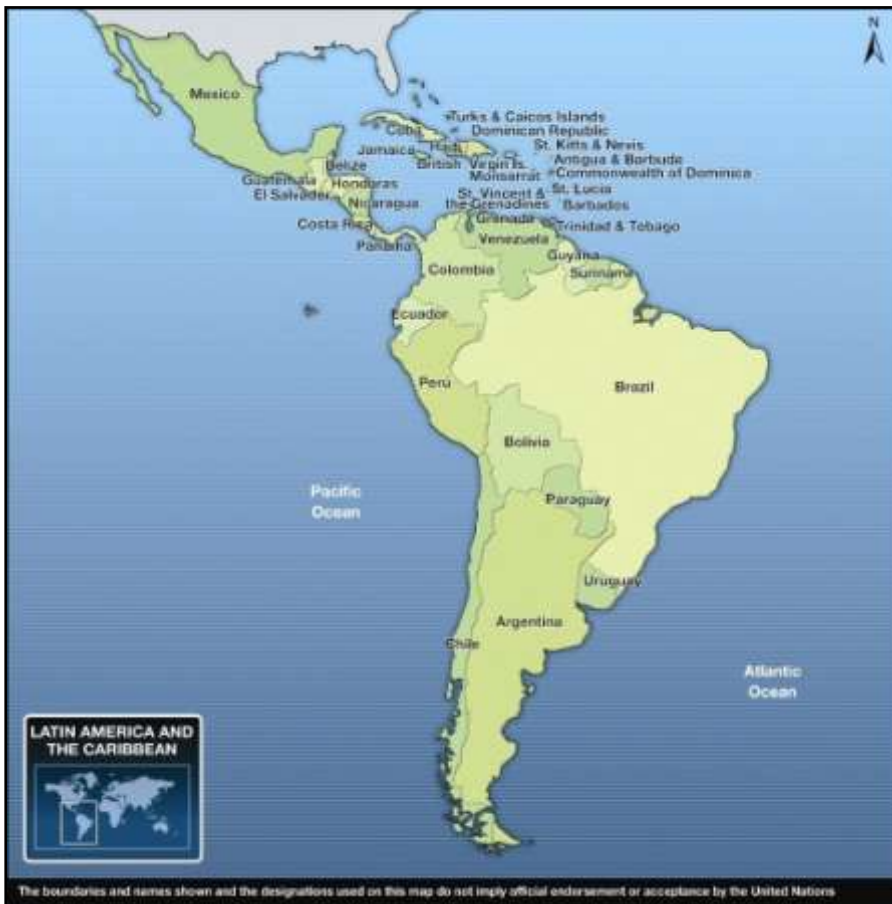 N
Mexico
Turks & Caicos Islands
Cuba
Dominican Republic
Haiti
Jamaica
St. Kitts & Nevis
British Virgin Is.
Antigua & Barbuda
Belize
Monsarrat
Commonwealth of Dominica
Guatemala
Honduras
St. Vincent &
the Grenadines
St. Lucia
El Salvador
Nicaragua
Barbados
Grenada
Costa Rica
Trinidad & Tobago
Panama
Venezuela
Guyana
Colombia
Suriname
Ecuador
Perú
Brazil
Bolivia
Pacific
Ocean
Paraguay
Uruguay
Argentina
Chile
Atlantic
Ocean
LATIN AMERICA AND
THE CARIBBEAN
The boundaries and names shown and the designations used on this map do not imply official endorsement or acceptance by the United Nations